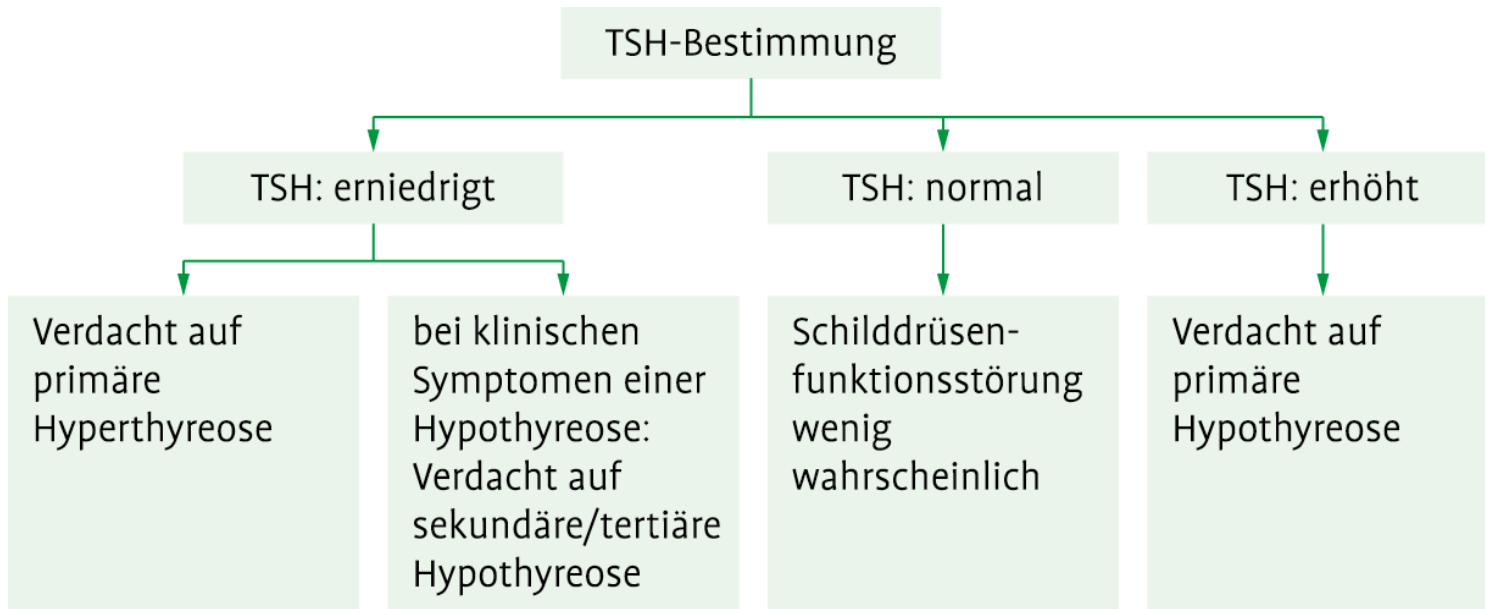 TSH-Bestimmung
TSH: erniedrigt
TSH: normal
TSH: erhöht
Verdacht auf
primäre
Hyperthyreose
bei klinischen
Symptomen einer
Hypothyreose:
Verdacht auf
sekundäre/tertiäre
Hypothyreose
Schilddrüsen-
funktionsstörung
wenig
wahrscheinlich
Verdacht auf
primäre
Hypothyreose